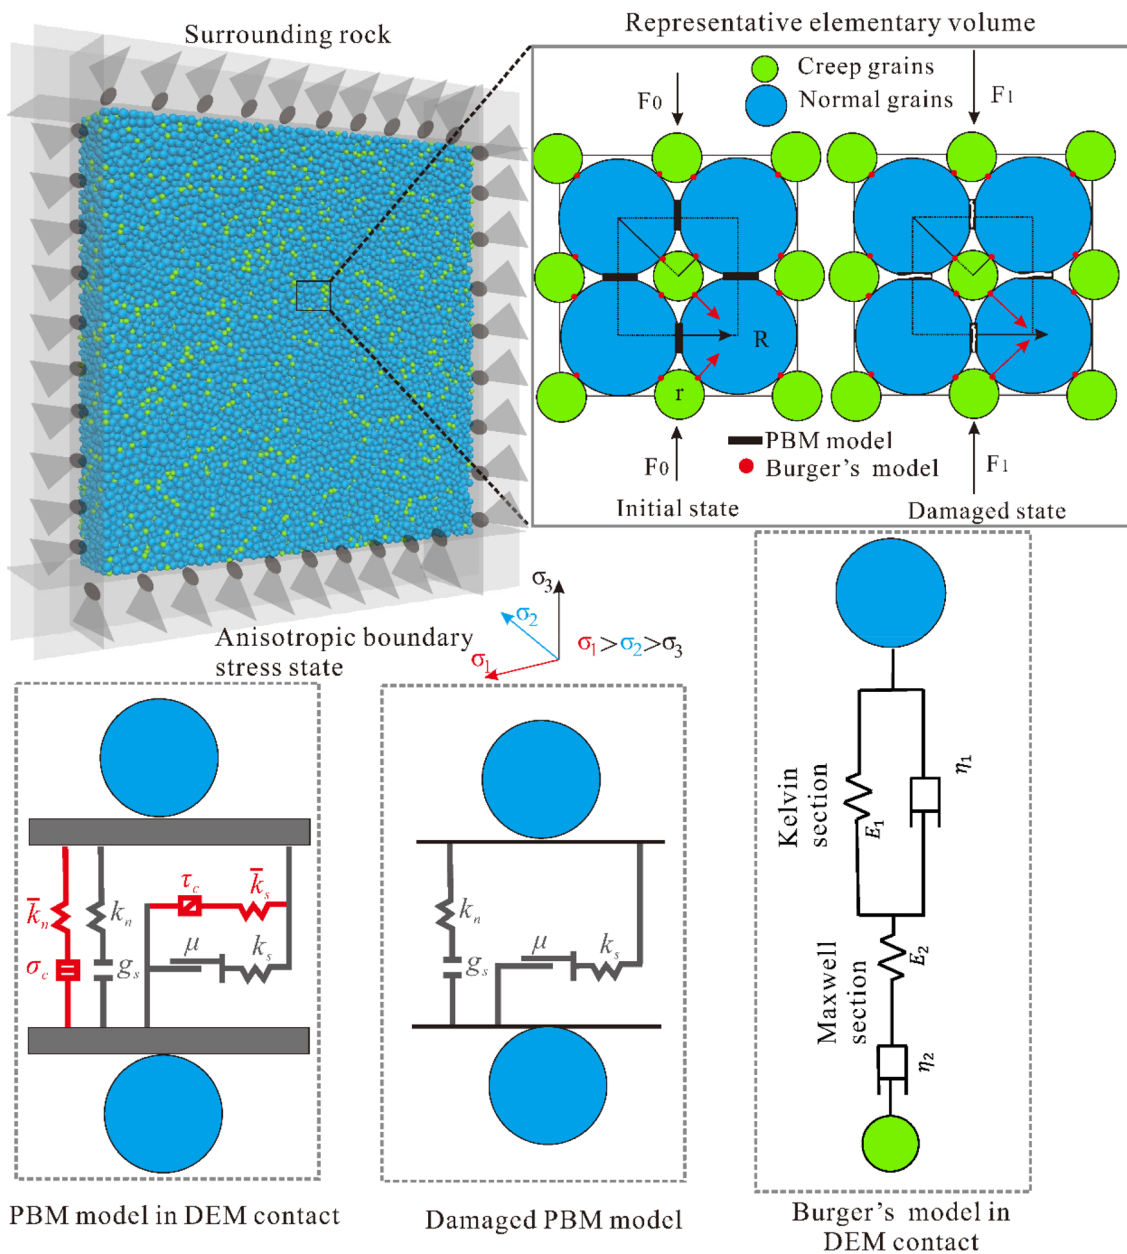 Surrounding rock
Representative elementary volume
Creep grains
Normal grains
F0
F1
R
r
PBM model
Burger's model
F0
F1
Initial state
Damaged state
σ3
σ2
σ1
σ1>σ2>σ3
Anisotropic boundary
stress state
k̄n
kn
τc
k̄s
μ
ks
σc
gs
kn
μ
ks
gs
Kelvin
section
E1
η1
Maxwell
section
E2
η2
PBM model in DEM contact
Damaged PBM model
Burger's model in
DEM contact